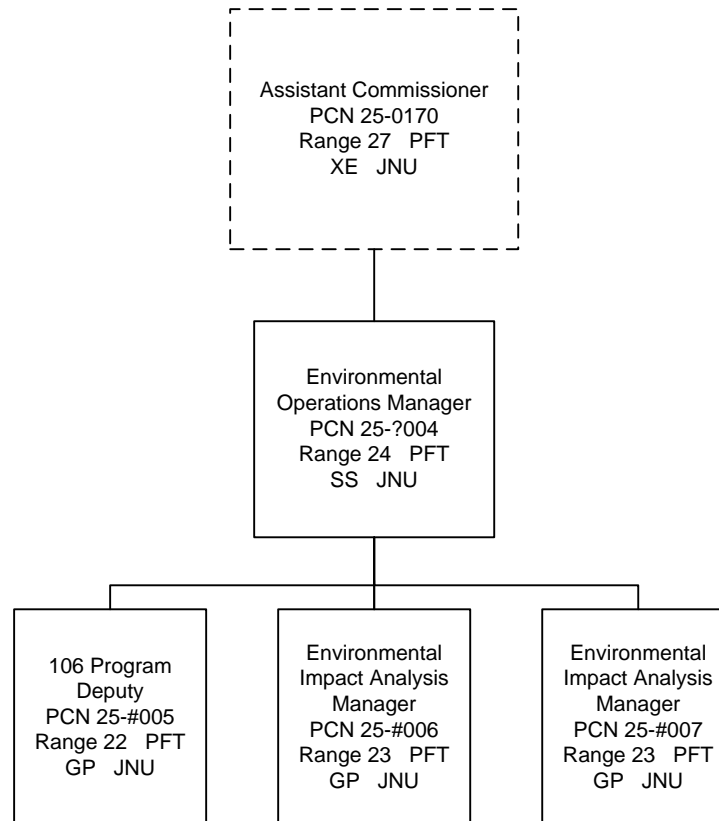 Assistant Commissioner
PCN 25-0170
Range 27 PFT
XE JNU
Environmental
Operations Manager
PCN 25-?004
Range 24 PFT
SS JNU
106 Program
Deputy
PCN 25-#005
Range 22 PFT
GP JNU
Environmental
Impact Analysis
Manager
PCN 25-#006
Range 23 PFT
GP JNU
Environmental
Impact Analysis
Manager
PCN 25-#007
Range 23 PFT
GP JNU